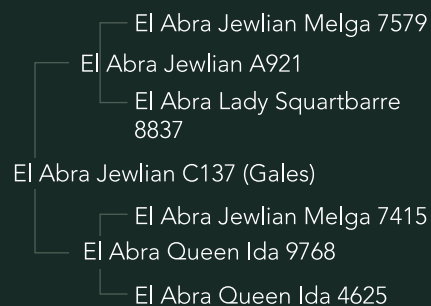 El Abra Jewlian Melga 7579
El Abra Jewlian A921
El Abra Lady Squartbarre
8837
El Abra Jewlian C137 (Gales)
El Abra Jewlian Melga 7415
El Abra Queen Ida 9768
El Abra Queen Ida 4625